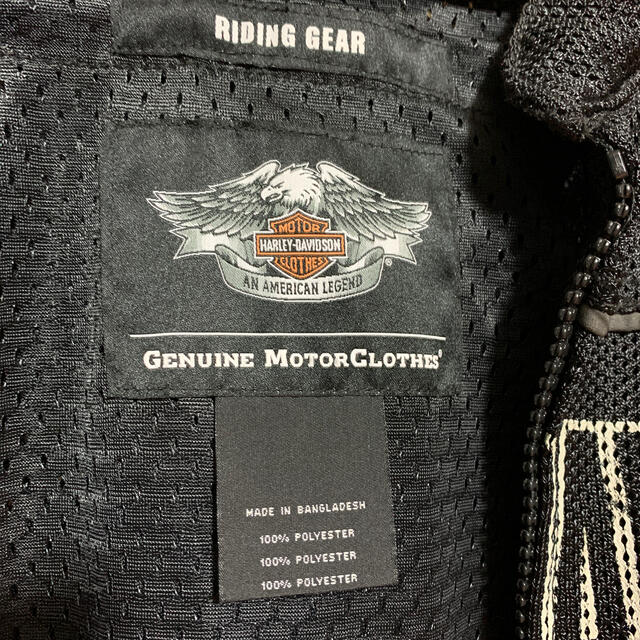 RIDING GEAR
MOTOR
HARLEY-DAVIDSON
CLOTHES
AN AMERICAN LEGEND
®
GENUINE MOTORCLOTHES®
MADE IN BANGLADESH
100% POLYESTER
100% POLYESTER
100% POLYESTER